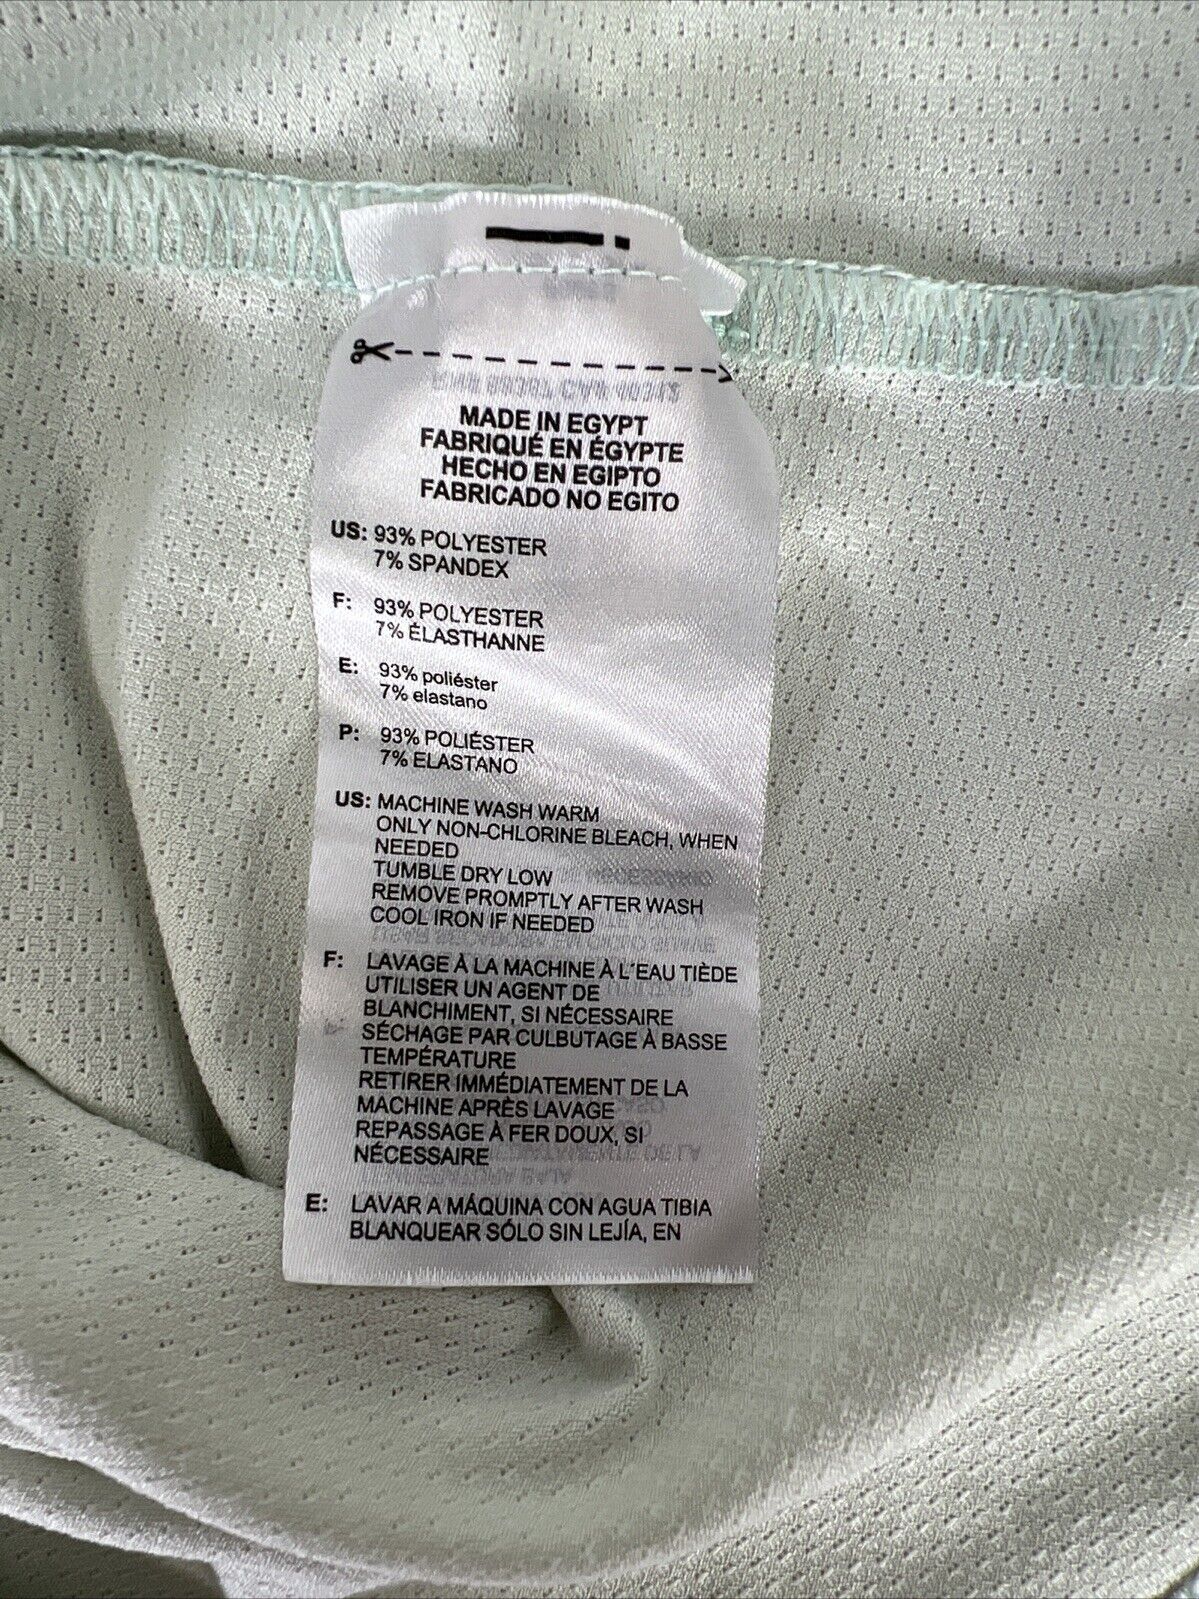 MADE IN EGYPT
FABRIQUÉ EN ÉGYPTE
HECHO EN EGIPTO
FABRICADO NO EGITO
US: 93% POLYESTER
7% SPANDEX
F: 93% POLYESTER
7% ÉLASTHANNE
E: 93% poliéster
7% elastano
P: 93% POLIÉSTER
7% ELASTANO
US: MACHINE WASH WARM
ONLY NON-CHLORINE BLEACH, WHEN
NEEDED
TUMBLE DRY LOW
REMOVE PROMPTLY AFTER WASH
COOL IRON IF NEEDED
F: LAVAGE À LA MACHINE À L'EAU TIÈDE
UTILISER UN AGENT DE
BLANCHIMENT, SI NÉCESSAIRE
SÉCHAGE PAR CULBUTAGE À BASSE
TEMPÉRATURE
RETIRER IMMÉDIATEMENT DE LA
MACHINE APRÈS LAVAGE
REPASSAGE À FER DOUX, SI
NÉCESSAIRE
E: LAVAR A MÁQUINA CON AGUA TIBIA
BLANQUEAR SÓLO SIN LEJÍA, EN